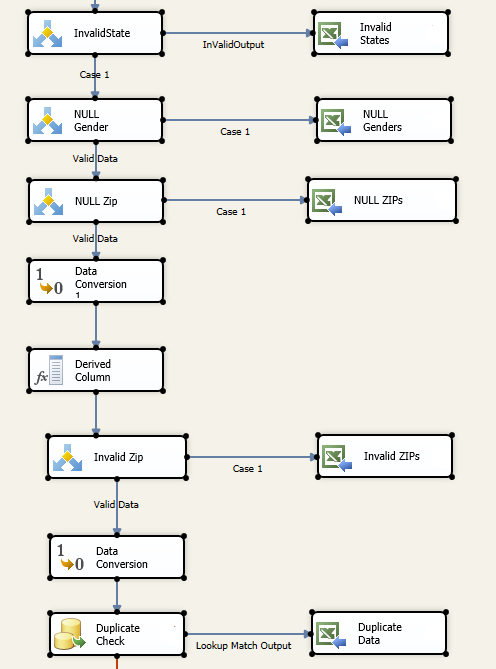 InvalidState
InValidOutput
Invalid
States
Case 1
NULL
Gender
Case 1
NULL
Genders
Valid Data
NULL Zip
Case 1
NULL ZIPs
Valid Data
1
0
Data
Conversion
1
fx
Derived
Column
Invalid Zip
Case 1
Invalid ZIPs
Valid Data
1
0
Data
Conversion
Duplicate
Check
Lookup Match Output
Duplicate
Data